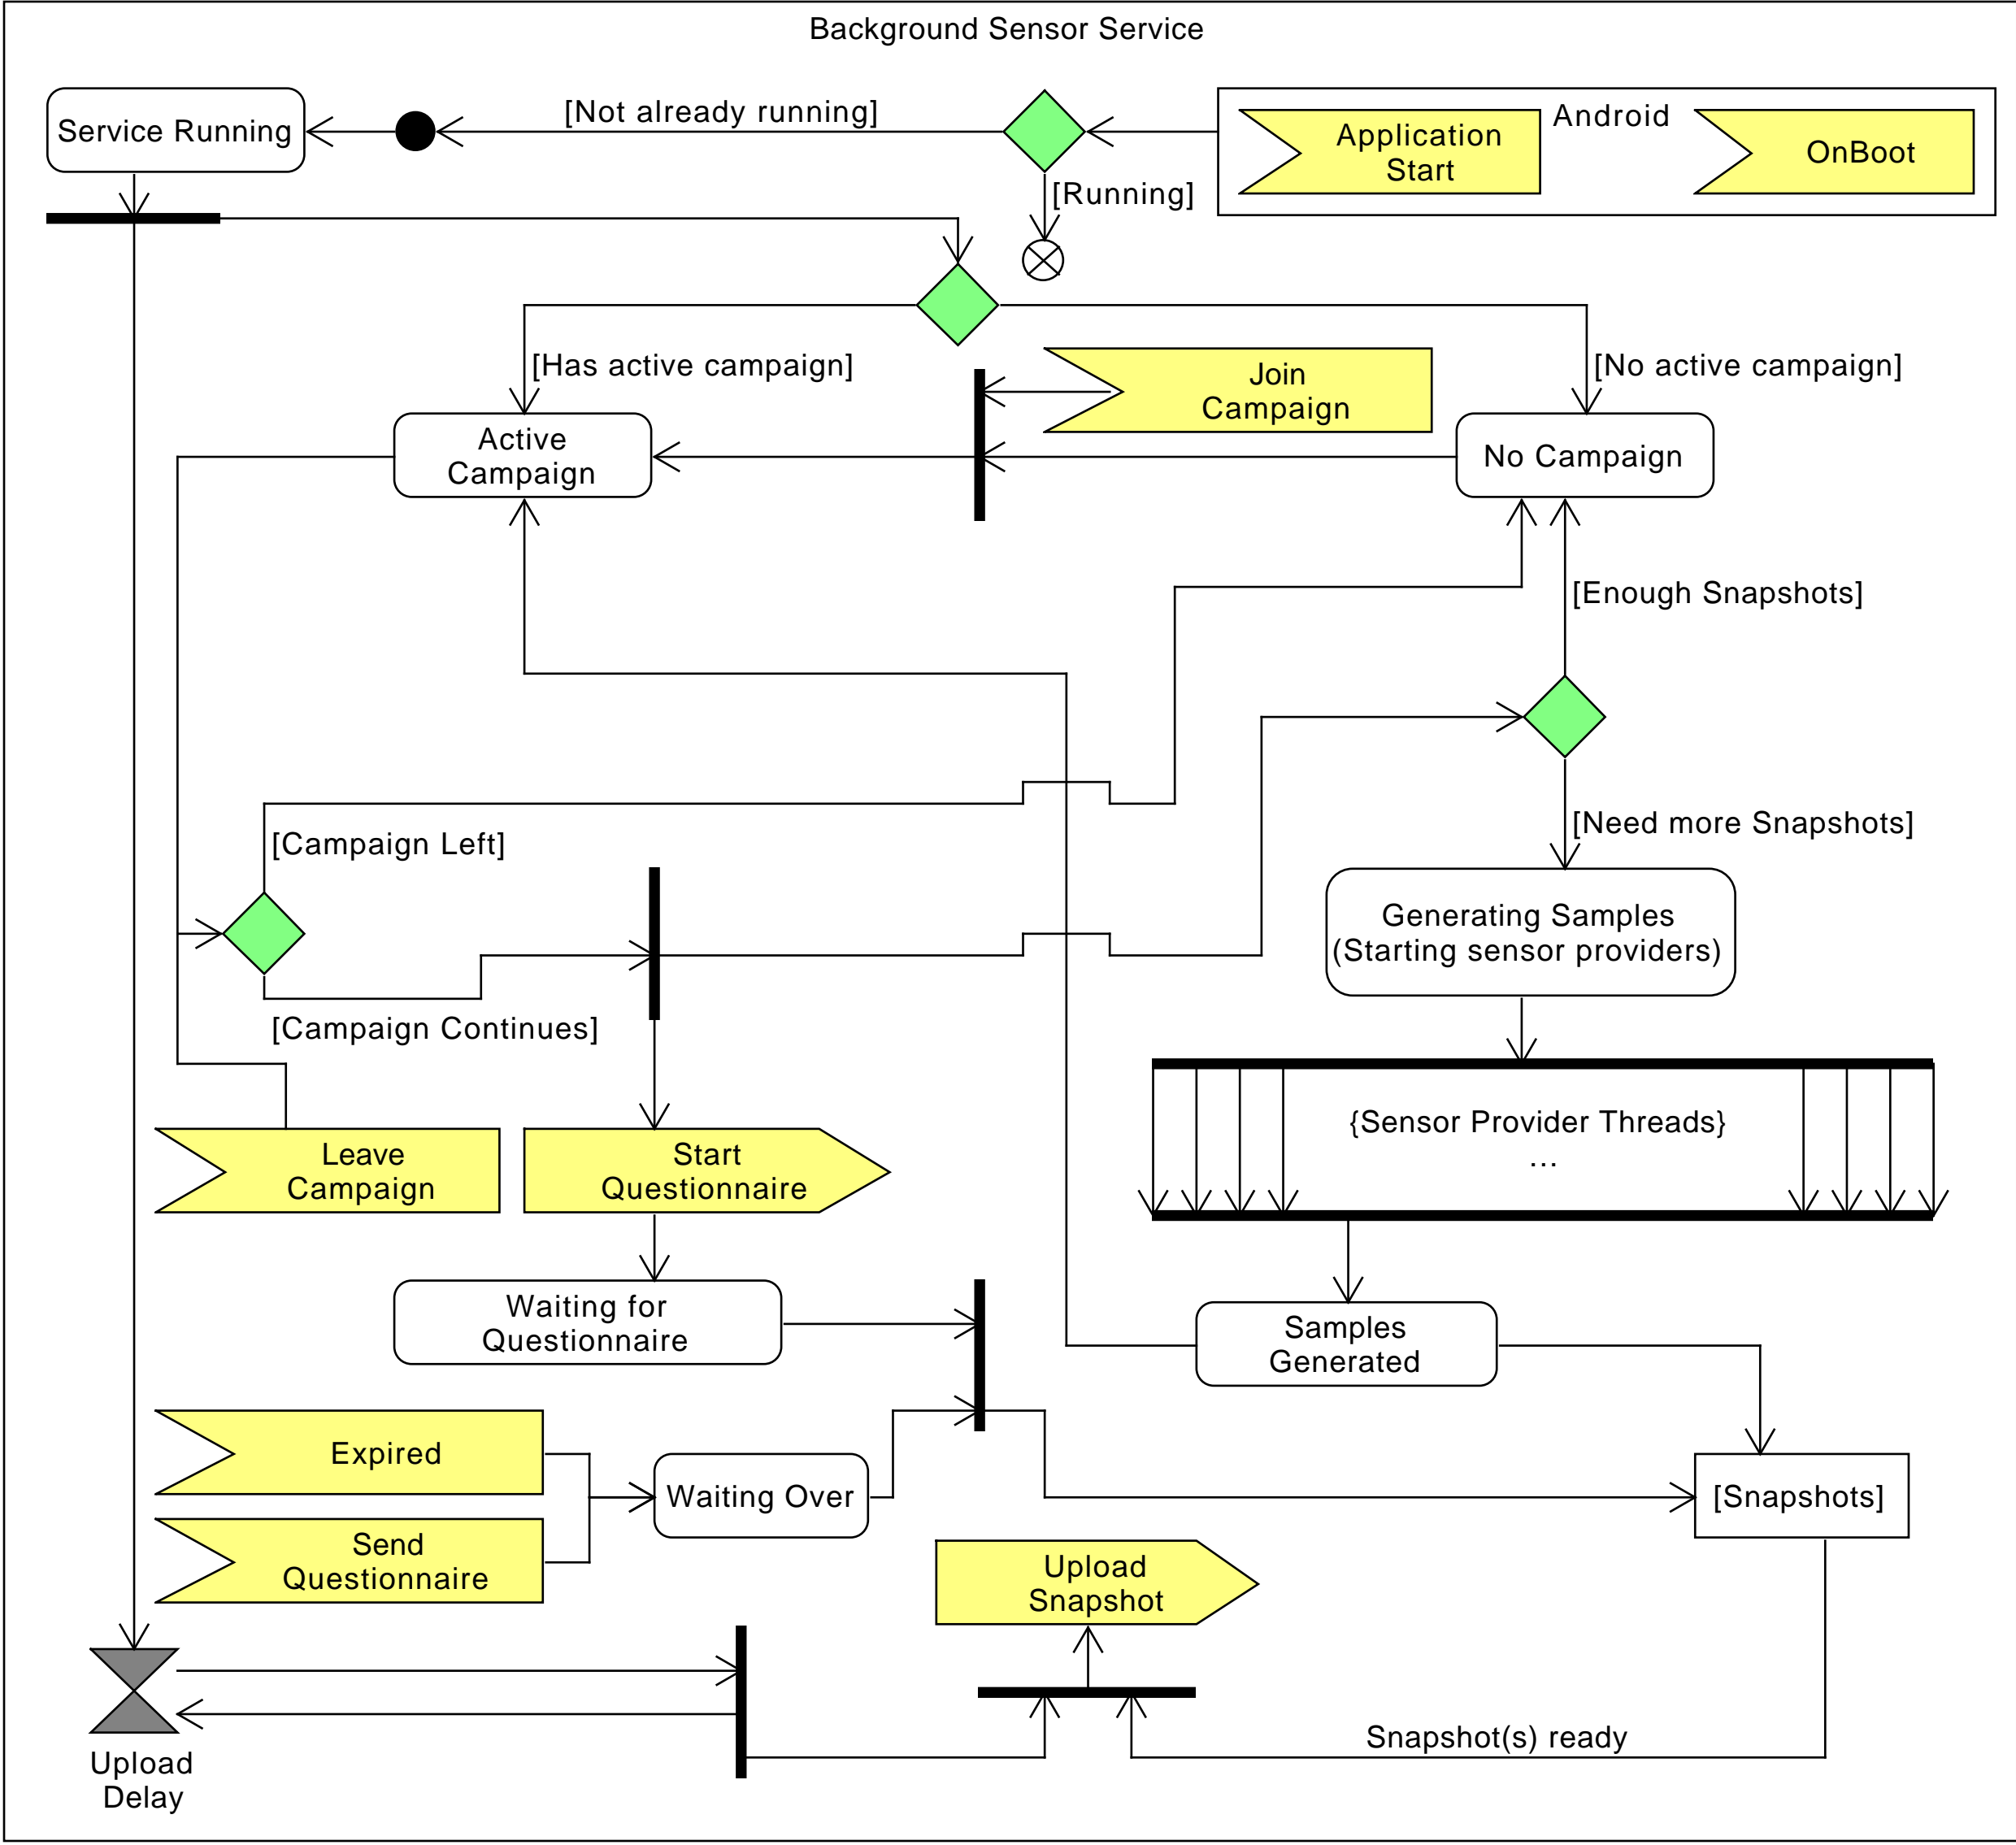 Background Sensor Service
Service Running
[Not already running]
Application
Start
Android
OnBoot
[Running]
[Has active campaign]
Join
Campaign
[No active campaign]
Active
Campaign
No Campaign
[Enough Snapshots]
[Campaign Left]
[Need more Snapshots]
Generating Samples
(Starting sensor providers)
[Campaign Continues]
{Sensor Provider Threads}
...
Leave
Campaign
Start
Questionnaire
Waiting for
Questionnaire
Samples
Generated
Expired
Waiting Over
[Snapshots]
Send
Questionnaire
Upload
Snapshot
Snapshot(s) ready
Upload
Delay